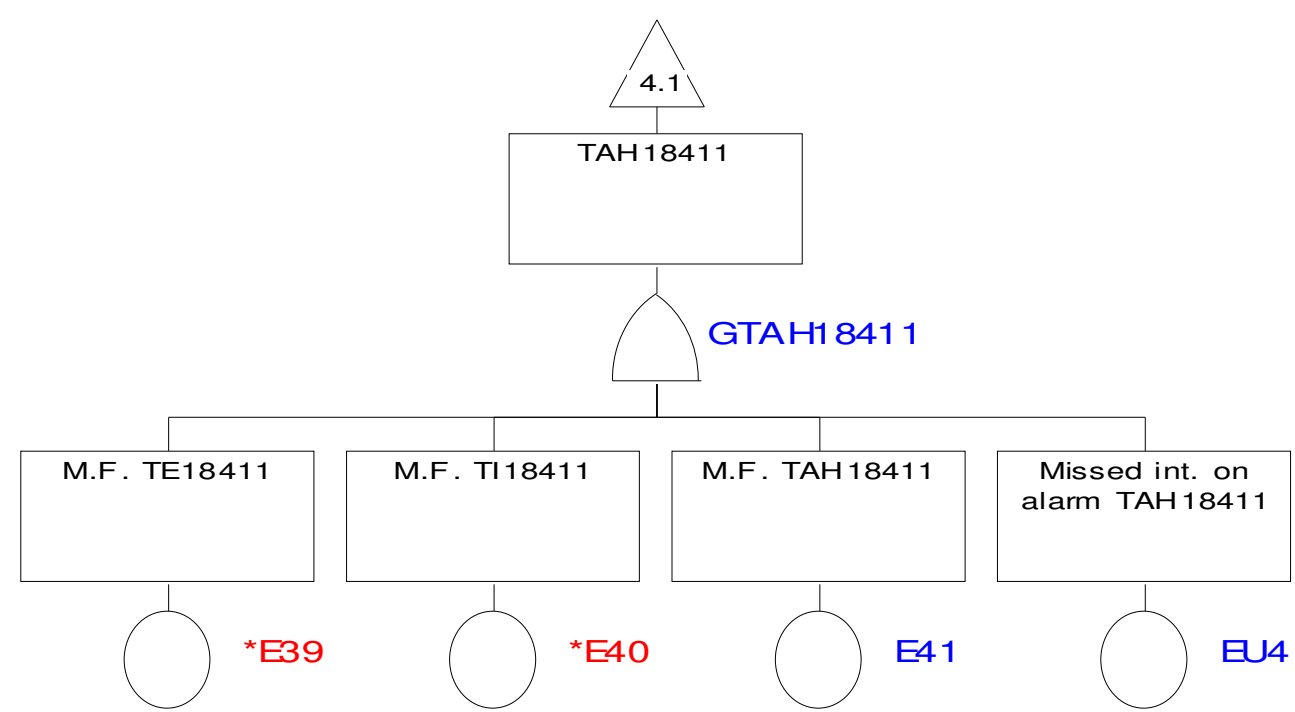 4.1
TAH18411
GTAH18411
M.F. TE18411
M.F. TI18411
M.F. TAH18411
Missed int. on
alarm TAH18411
*E39
*E40
E41
EU4